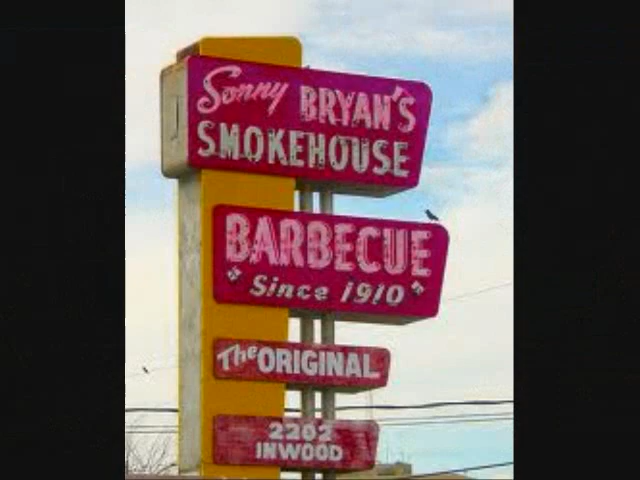 Sonny BRYAN'S
SMOKEHOUSE
BARBECUE
Since 1910
The ORIGINAL
2202
INWOOD